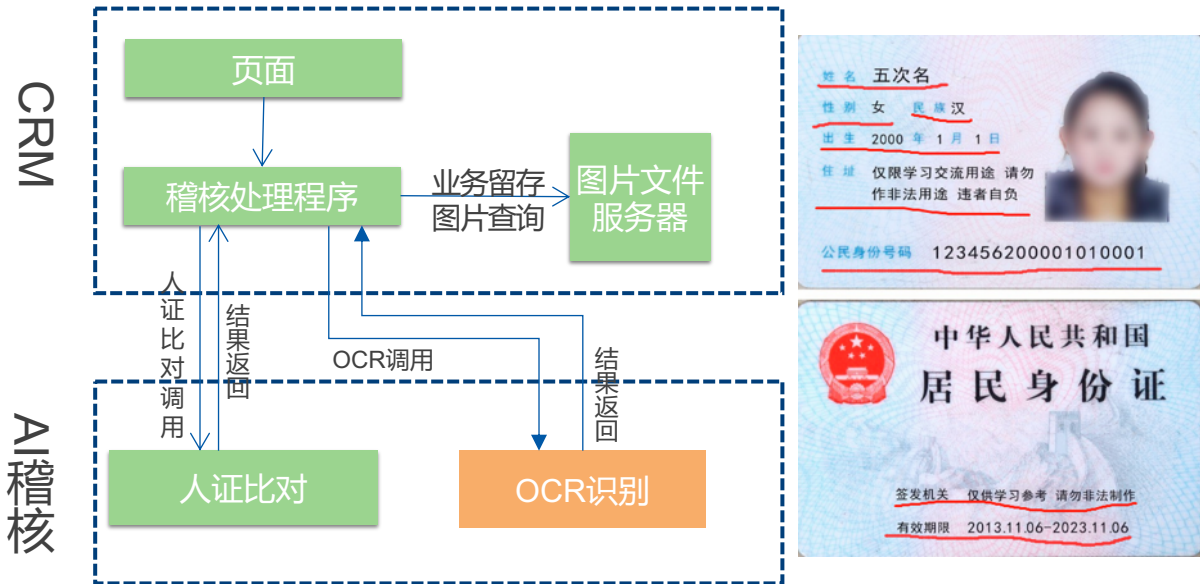 CRM
页面
稽核处理程序
业务留存
图片查询
图片文件
服务器
人证比对调用
结果返回
OCR调用
结果返回
AI稽核
人证比对
OCR识别
姓名 五次名
性别 女 民族 汉
出生 2000 年 1 月 1 日
住址 仅限学习交流用途 请勿
作非法用途 违者自负
公民身份号码 123456200001010001
中华人民共和国
居民身份证
签发机关 仅供学习参考 请勿非法制作
有效期限 2013.11.06-2023.11.06